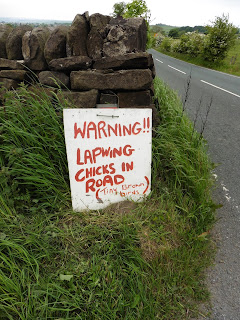 WARNING!!
LAPWING
CHICKS IN
ROAD
(Tiny Brown
birds)